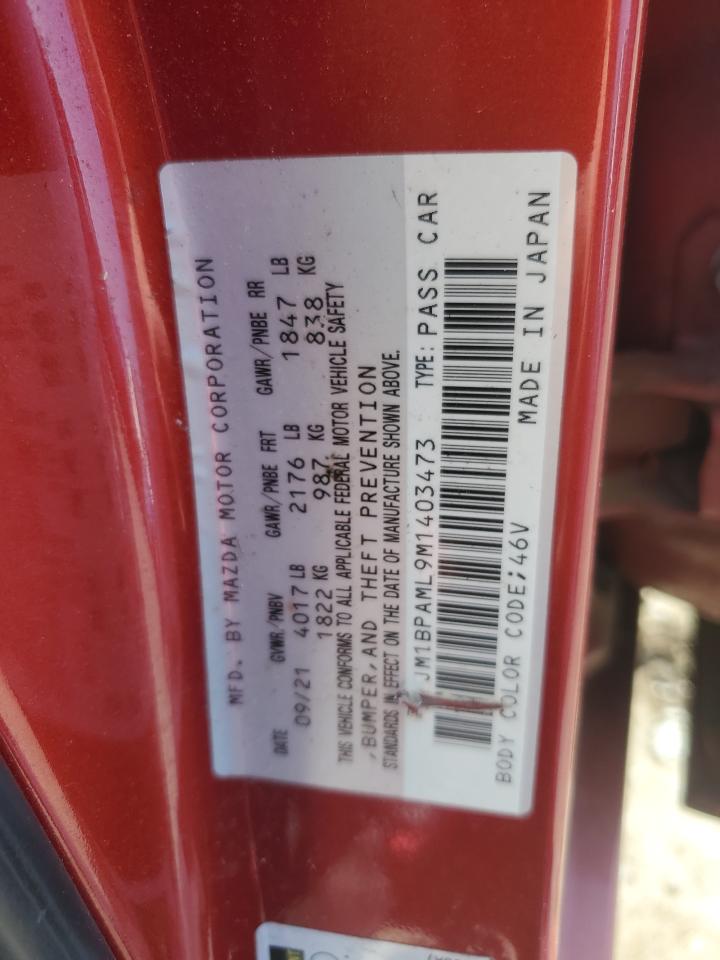 MFD. BY MAZDA MOTOR CORPORATION
DATE GVWR/PNBV GAWR/PNBE FRT GAWR/PNBE RR
09/21 4017 LB 2176 LB 1847 LB
1822 KG 987 KG 838 KG
THIS VEHICLE CONFORMS TO ALL APPLICABLE FEDERAL MOTOR VEHICLE SAFETY
,BUMPER, AND THEFT PREVENTION
STANDARDS IN EFFECT ON THE DATE OF MANUFACTURE SHOWN ABOVE.
JM1BPAML9M1403473 TYPE: PASS CAR
BODY COLOR CODE;46V MADE IN JAPAN